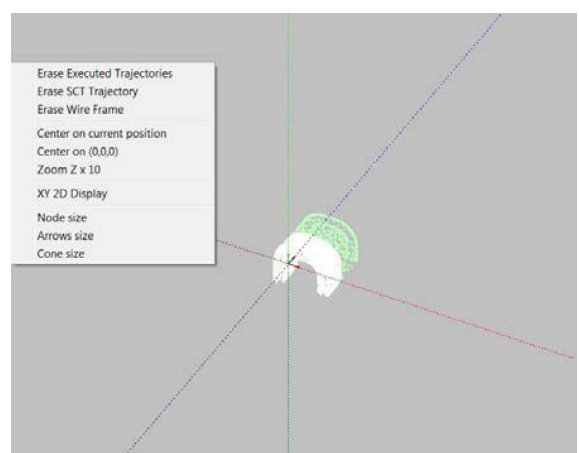 Erase Executed Trajectories
Erase SCT Trajectory
Erase Wire Frame
Center on current position
Center on (0,0,0)
Zoom Z x 10
XY 2D Display
Node size
Arrows size
Cone size